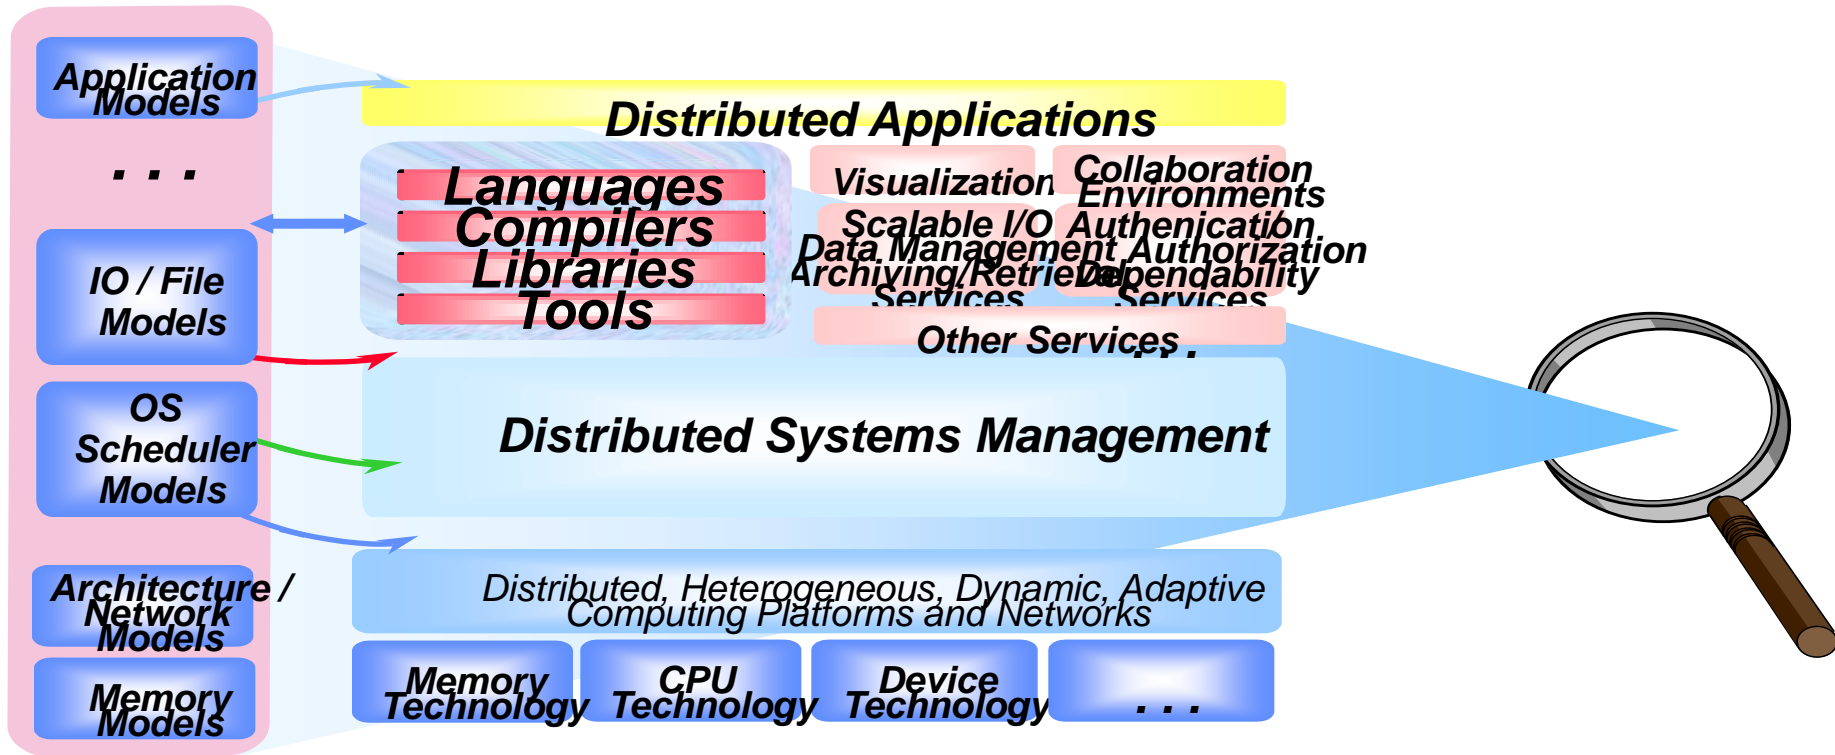 Application
Models
. . .
IO / File
Models
OS
Scheduler
Models
Architecture /
Network
Models
Memory
Models
Distributed Applications
Languages
Compilers
Libraries
Tools
Visualization
Collaboration
Environments
Scalable I/O
Data Management
Archiving/Retrieval
Services
Authenication/
Authorization
Dependability
Services
Other Services
. . .
Distributed Systems Management
Distributed, Heterogeneous, Dynamic, Adaptive
Computing Platforms and Networks
Memory
Technology
CPU
Technology
Device
Technology
. . .